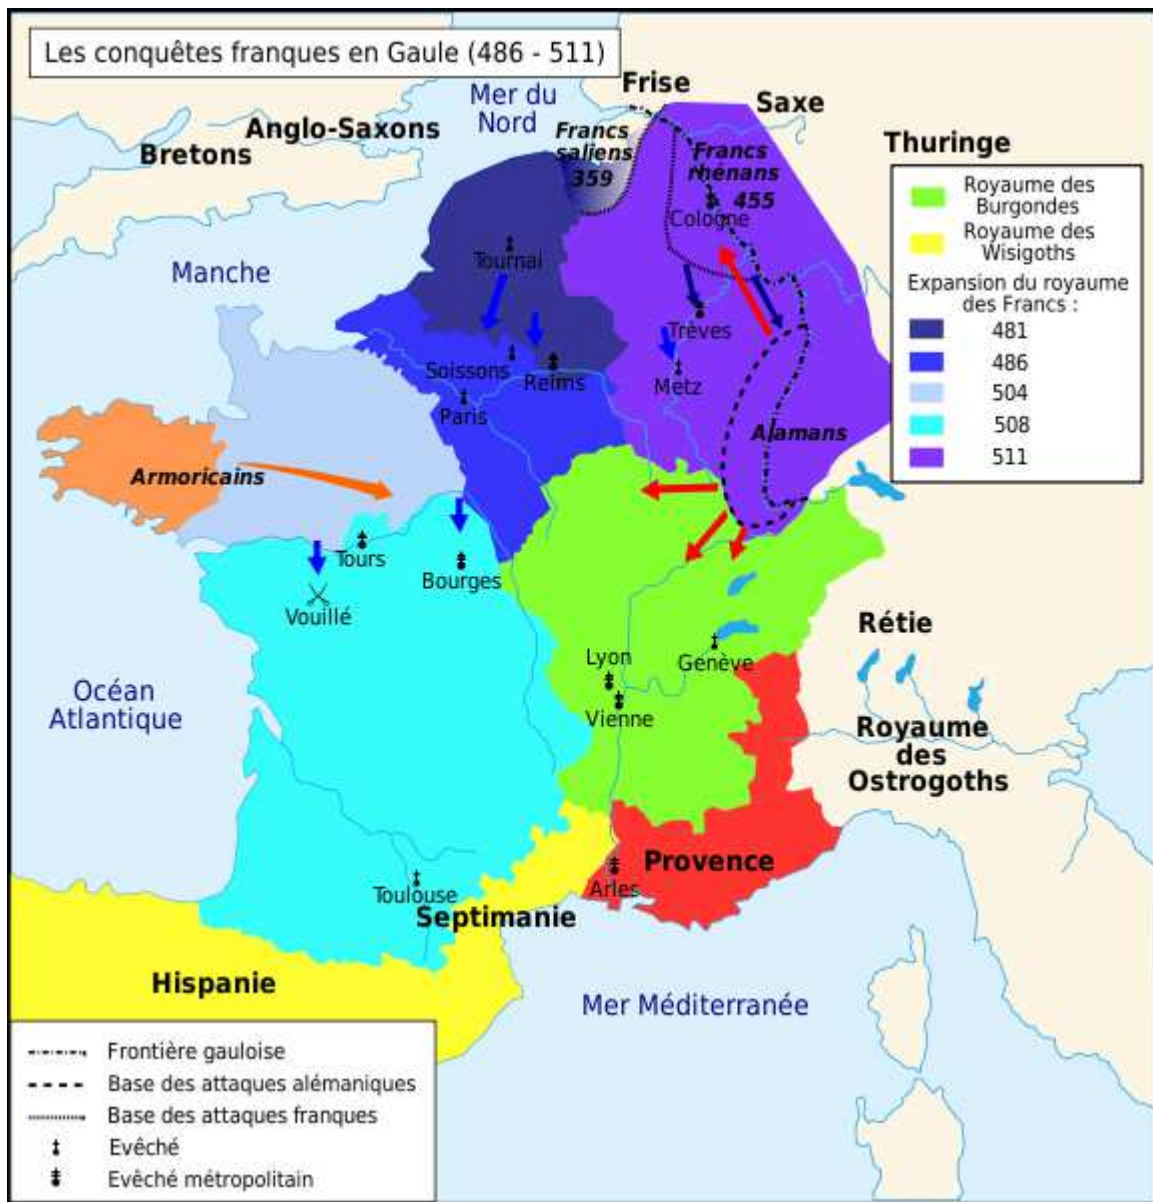 Les conquêtes franques en Gaule (486 - 511)
Mer du
Nord
Frise
Saxe
Anglo-Saxons
Bretons
Francs
saliens
359
Francs
rhénans
455
Thuringe
Royaume des
Burgondes
Royaume des
Wisigoths
Expansion du royaume
des Francs :
481
486
504
508
511
Cologne
Tournai
Manche
Trèves
Soissons
Reims
Metz
Paris
Alamans
Armoricains
Tours
Bourges
Vouillé
Rétie
Lyon
Genève
Vienne
Océan
Atlantique
Royaume
des
Ostrogoths
Provence
Arles
Toulouse
Septimanie
Hispanie
Mer Méditerranée
Frontière gauloise
Base des attaques alémaniques
Base des attaques franques
Evêché
Evêché métropolitain